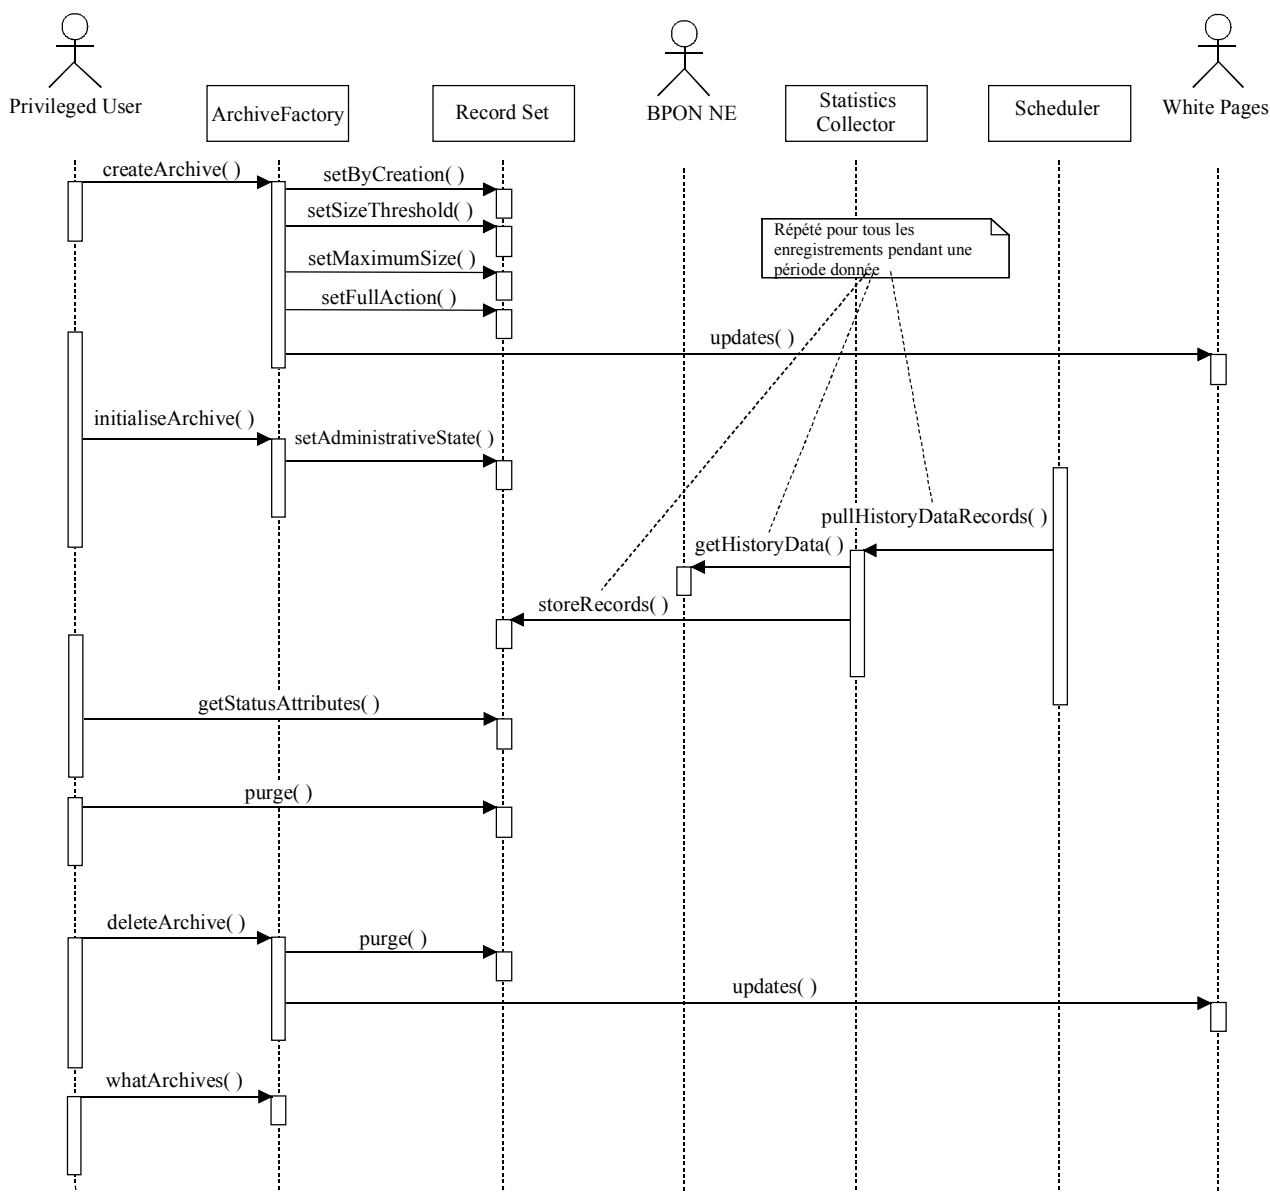 Privileged User
ArchiveFactory
Record Set
BPON NE
Statistics
Collector
Scheduler
White Pages
createArchive( )
setByCreation( )
setSizeThreshold( )
Répété pour tous les
enregistrements pendant une
période donnée
setMaximumSize( )
setFullAction( )
updates( )
initialiseArchive( )
setAdministrativeState( )
pullHistoryDataRecords( )
getHistoryData( )
storeRecords( )
getStatusAttributes( )
purge( )
deleteArchive( )
purge( )
updates( )
whatArchives( )